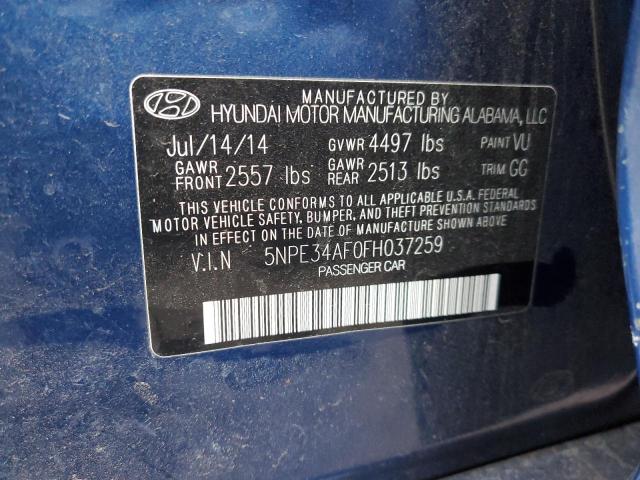 MANUFACTURED BY
HYUNDAI MOTOR MANUFACTURING ALABAMA, LLC
Jul/14/14 GVWR 4497 lbs PAINT VU
GAWR FRONT 2557 lbs GAWR REAR 2513 lbs TRIM GG
THIS VEHICLE CONFORMS TO ALL APPLICABLE U.S.A FEDERAL
MOTOR VEHICLE SAFETY, BUMPER, AND THEFT PREVENTION STANDARDS
IN EFFECT ON THE DATE OF MANUFACTURE SHOWN ABOVE
V.I.N 5NPE34AF0FH037259
PASSENGER CAR